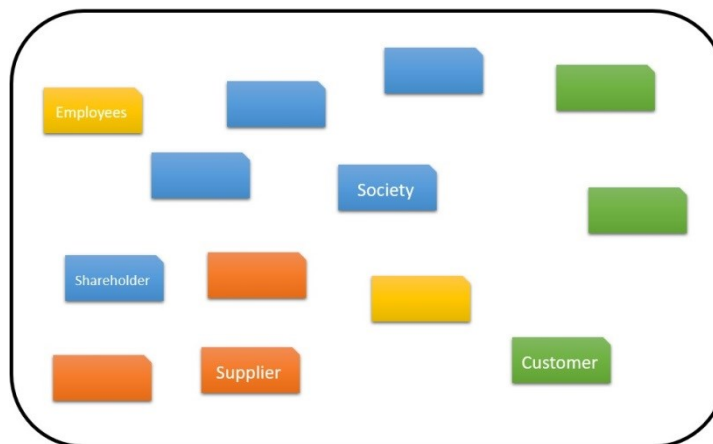 Employees
Society
Shareholder
Supplier
Customer